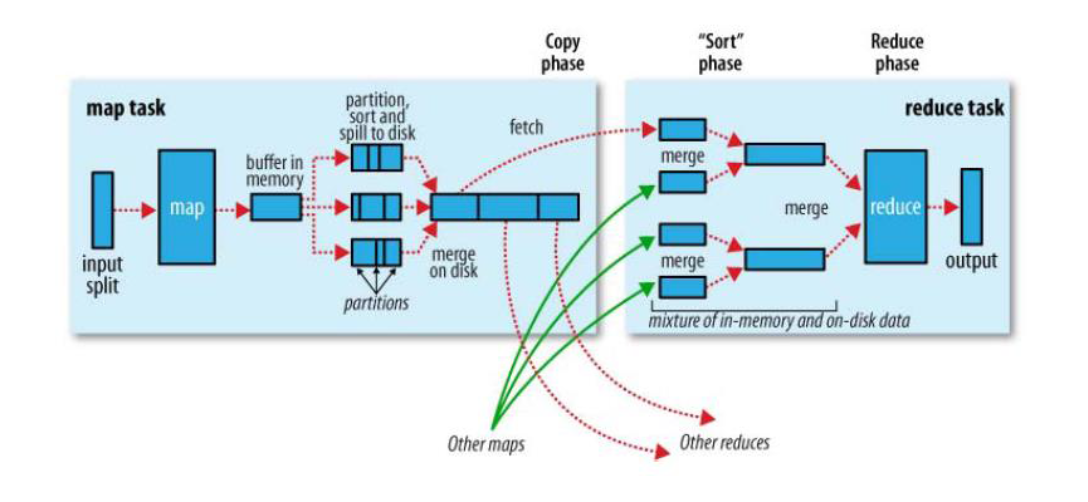 Copy
phase
"Sort"
phase
Reduce
phase
map task
partition,
sort and
spill to disk
fetch
buffer in
memory
map
input
split
merge
on disk
partitions
reduce task
merge
merge
merge
reduce
output
mixture of in-memory and on-disk data
Other maps
Other reduces